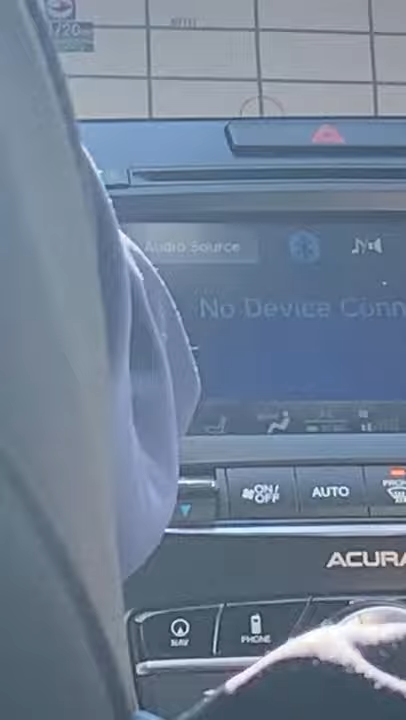 Audio Source
No Device Conn
ON/
OFF
AUTO
ACURA
NAV
PHONE